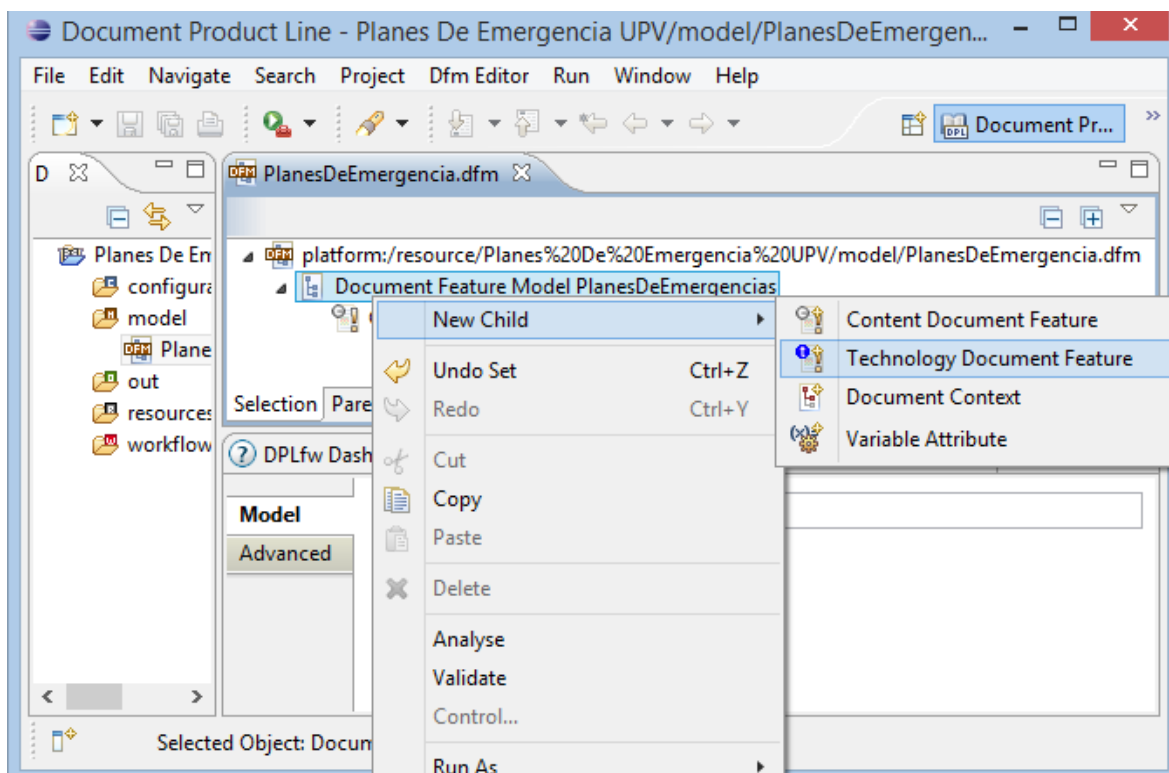 Document Product Line - Planes De Emergencia UPV/model/PlanesDeEmergen...
File Edit Navigate Search Project Dfm Editor Run Window Help
DPL Document Pr... »
D
DFM PlanesDeEmergencia.dfm
Planes De Em
configura
model
Plane
out
resources
workflow
DFM platform:/resource/Planes%20De%20Emergencia%20UPV/model/PlanesDeEmergencia.dfm
Document Feature Model PlanesDeEmergencias
Selection Pare
DPLfw Dash
Model
Advanced
New Child
Undo Set Ctrl+Z
Redo Ctrl+Y
Cut
Copy
Paste
Delete
Analyse
Validate
Control...
Run As
Content Document Feature
Technology Document Feature
Document Context
Variable Attribute
Selected Object: Docum